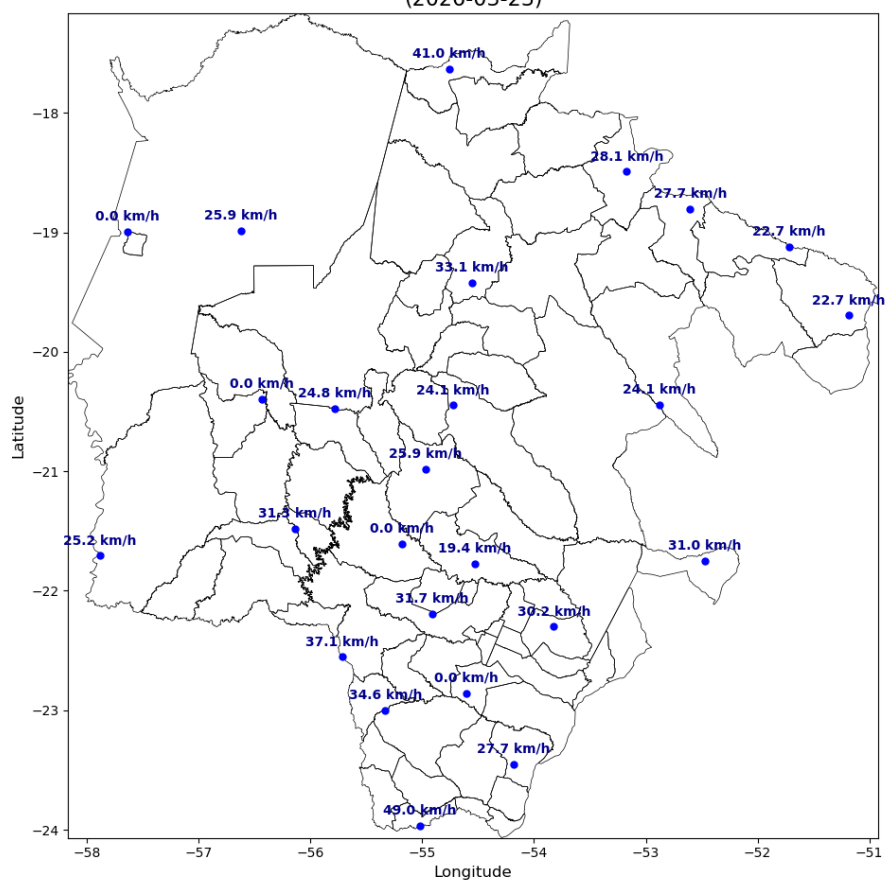 (2026-03-25)
41.0 km/h
−18
28.1 km/h
27.7 km/h
0.0 km/h
25.9 km/h
22.7 km/h
−19
33.1 km/h
22.7 km/h
−20
0.0 km/h
24.8 km/h
24.1 km/h
24.1 km/h
Latitude
25.9 km/h
−21
31.3 km/h
0.0 km/h
25.2 km/h
19.4 km/h
31.0 km/h
−22
31.7 km/h
30.2 km/h
37.1 km/h
0.0 km/h
34.6 km/h
−23
27.7 km/h
49.0 km/h
−24
−58
−57
−56
−55
−54
−53
−52
−51
Longitude